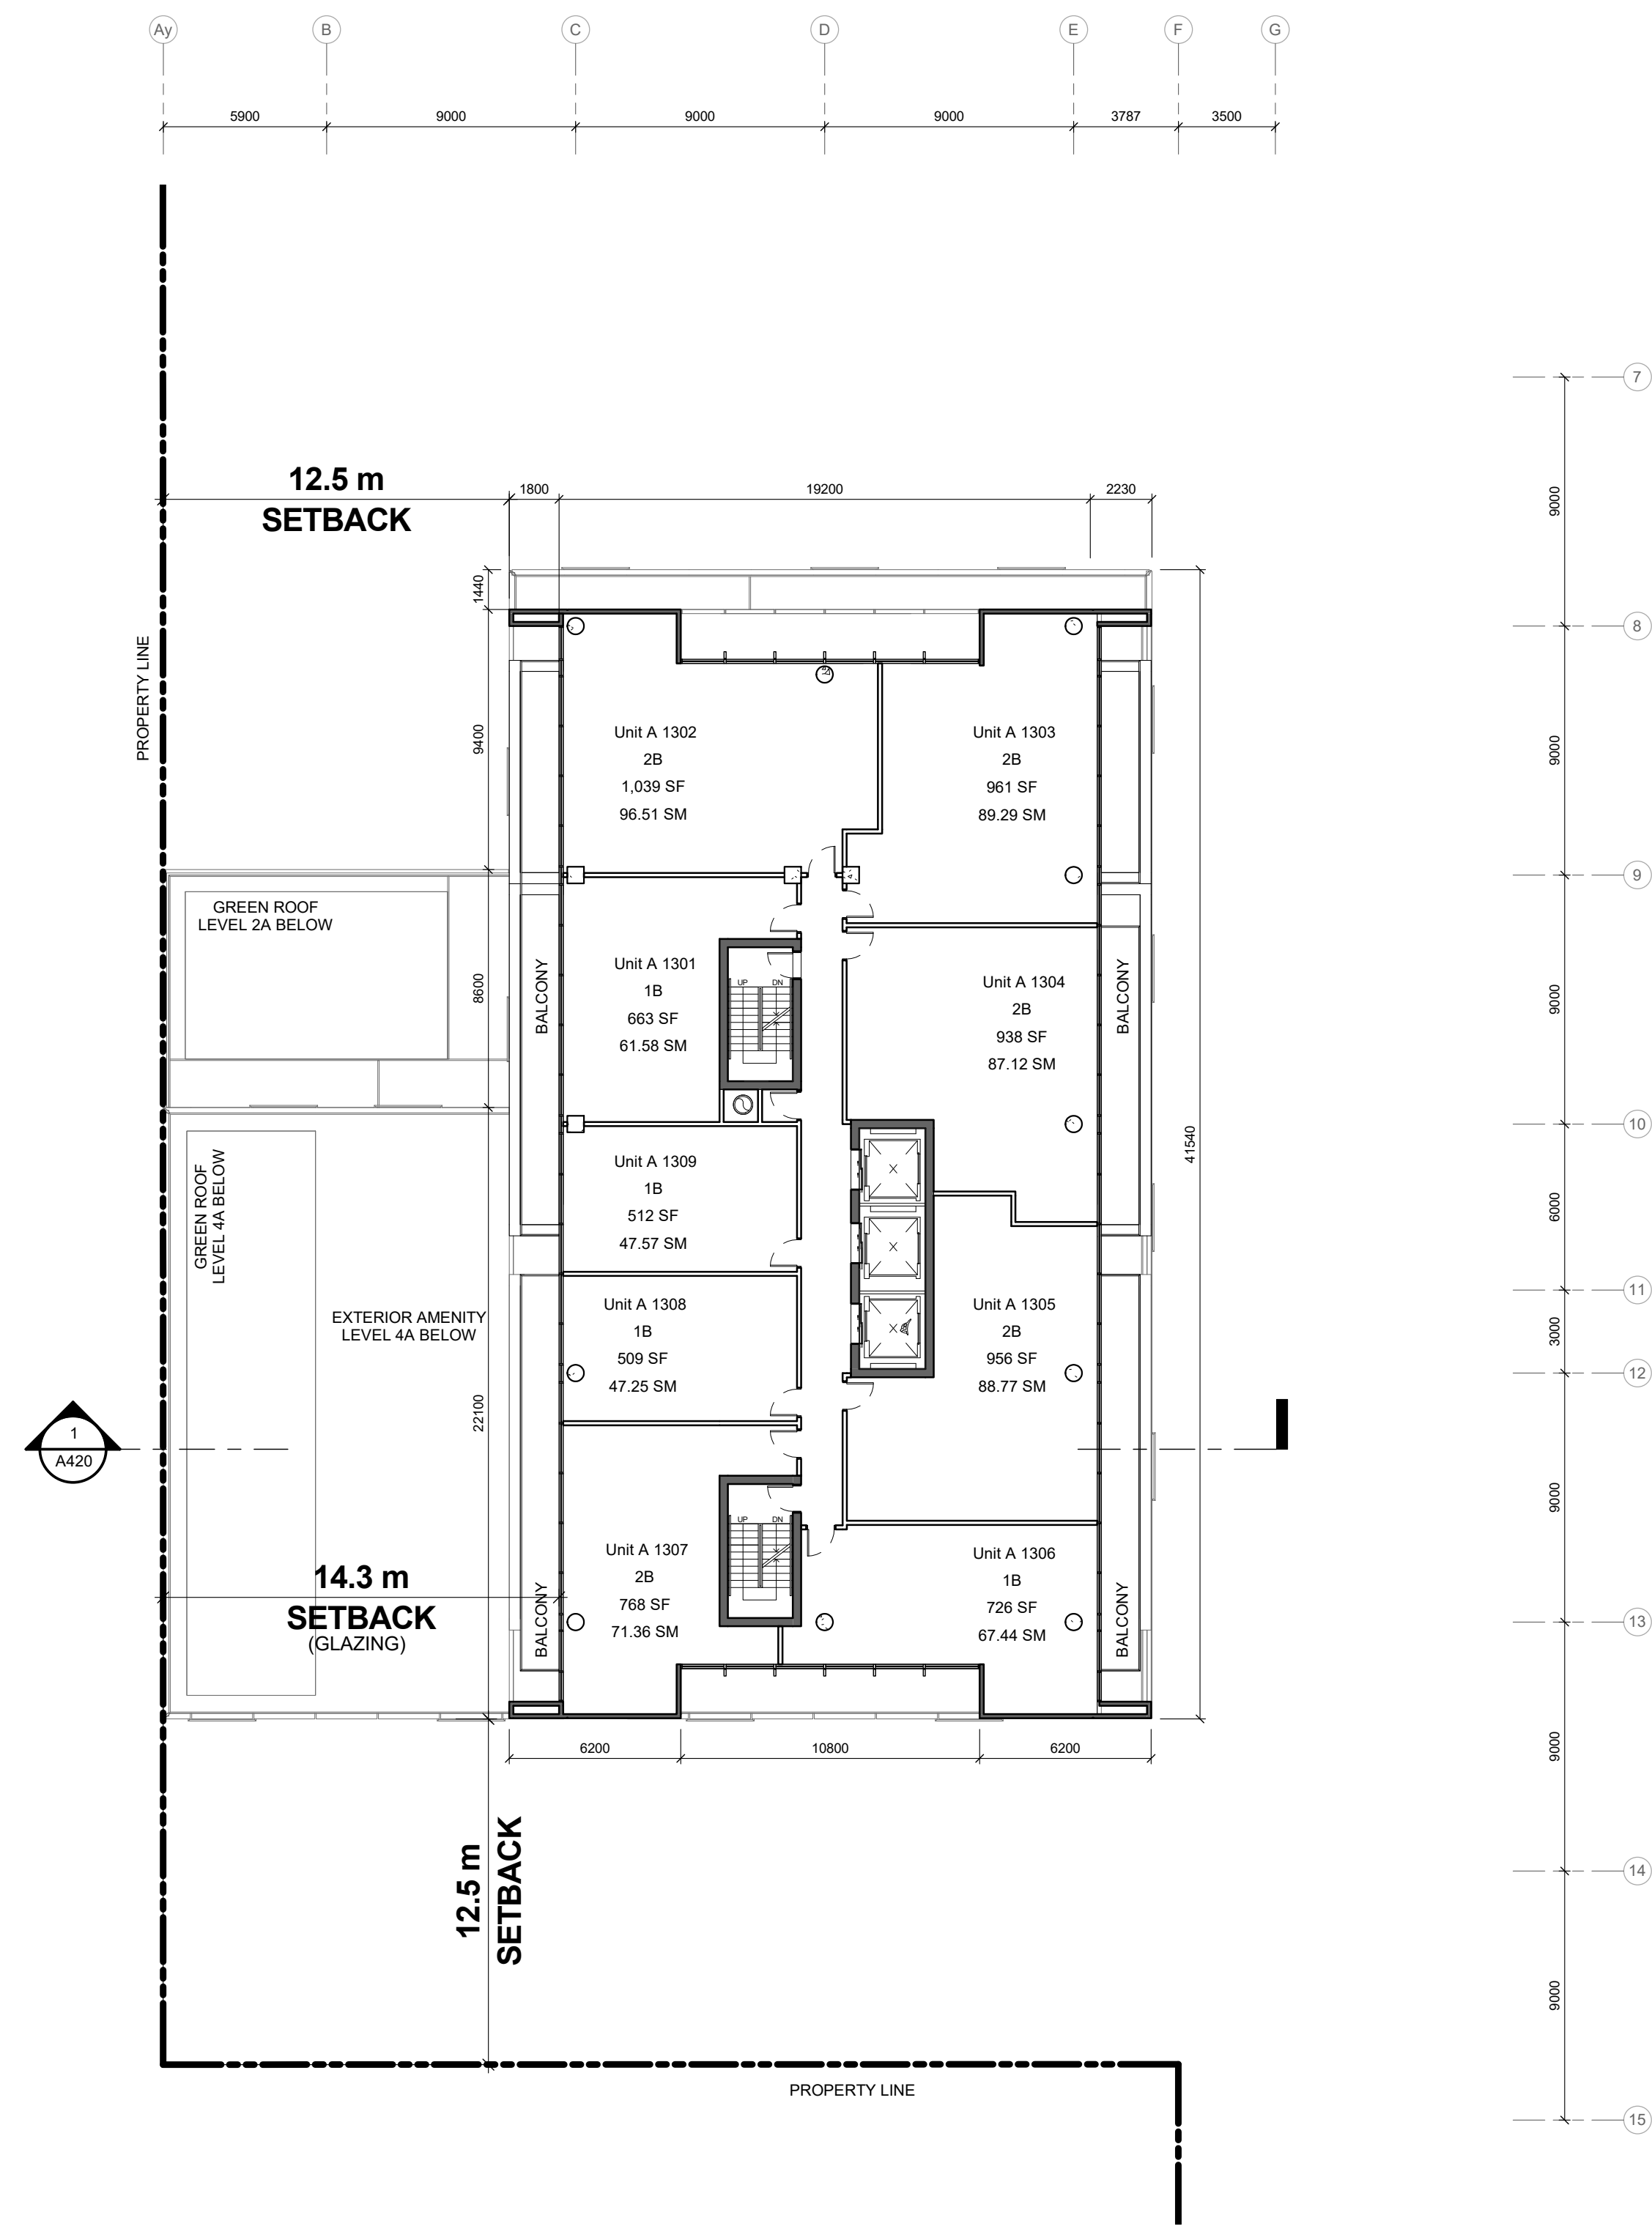 Ay B C D E F G
5900 9000 9000 9000 3787 3500
7
9000
12.5 m
SETBACK
1800 19200 2230
1440
8
PROPERTY LINE
9400
9000
41540
Unit A 1302
2B
1,039 SF
96.51 SM
Unit A 1303
2B
961 SF
89.29 SM
9
GREEN ROOF
LEVEL 2A BELOW
8600
BALCONY
Unit A 1301
1B
663 SF
61.58 SM
UP DN
Unit A 1304
2B
938 SF
87.12 SM
BALCONY
9000
10
GREEN ROOF
LEVEL 4A BELOW
Unit A 1309
1B
512 SF
47.57 SM
6000
11
EXTERIOR AMENITY
LEVEL 4A BELOW
22100
Unit A 1308
1B
509 SF
47.25 SM
Unit A 1305
2B
956 SF
88.77 SM
3000
12
1
A420
9000
14.3 m
SETBACK
(GLAZING)
BALCONY
Unit A 1307
2B
768 SF
71.36 SM
UP DN
Unit A 1306
1B
726 SF
67.44 SM
BALCONY
13
6200 10800 6200
9000
12.5 m
SETBACK
14
9000
PROPERTY LINE
15